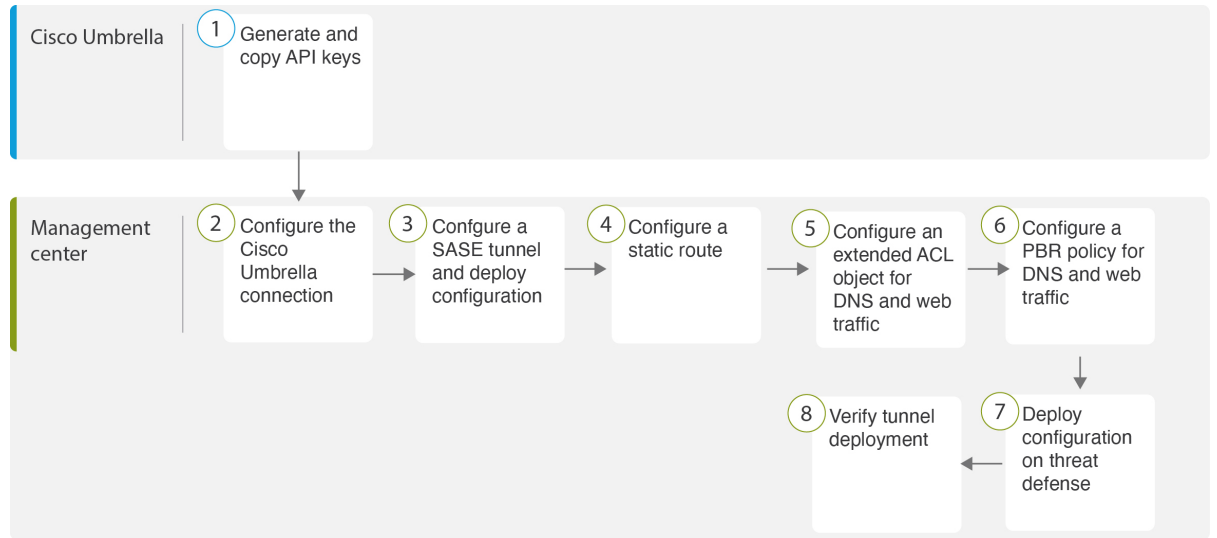 Cisco Umbrella
1
Generate and
copy API keys
Management
center
2
Configure the
Cisco
Umbrella
connection
3
Configure a
SASE tunnel
and deploy
configuration
4
Configure a
static route
5
Configure an
extended ACL
object for
DNS and web
traffic
6
Configure a
PBR policy for
DNS and web
traffic
7
Deploy
configuration
on threat
defense
8
Verify tunnel
deployment